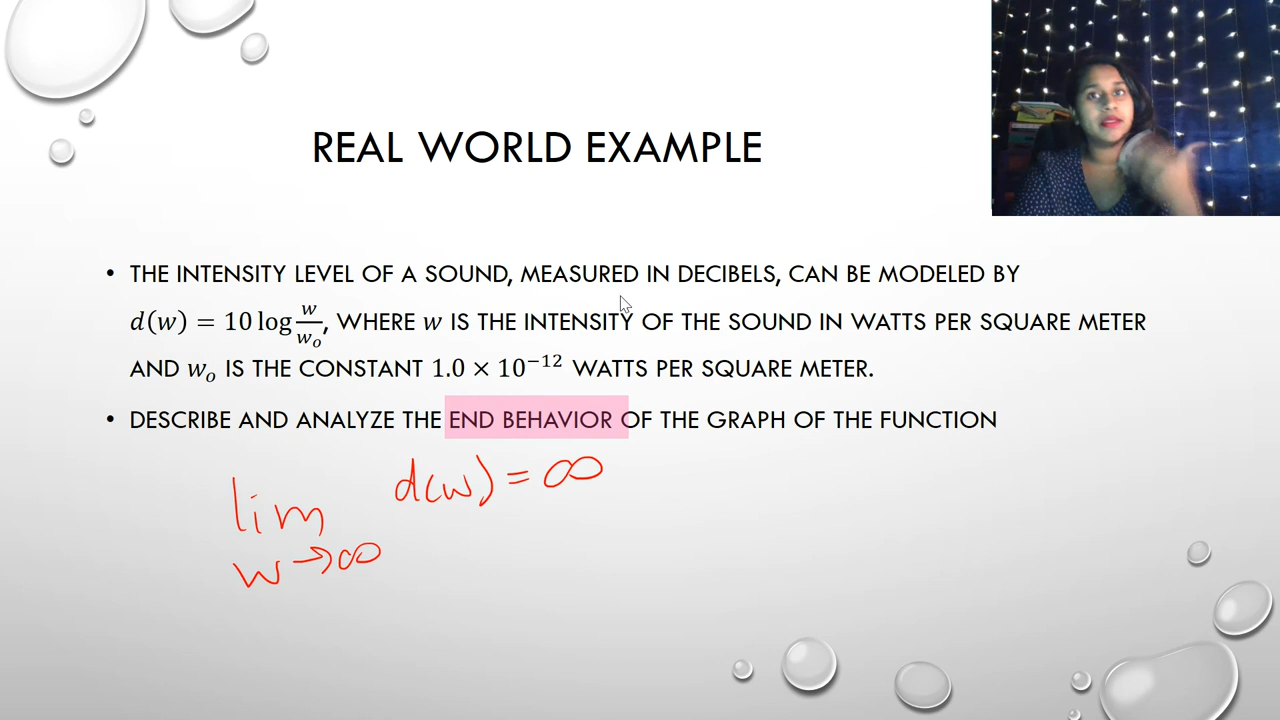 REAL WORLD EXAMPLE
• THE INTENSITY LEVEL OF A SOUND, MEASURED IN DECIBELS, CAN BE MODELED BY
d(w) = 10 log w/wₒ, WHERE w IS THE INTENSITY OF THE SOUND IN WATTS PER SQUARE METER
AND wₒ IS THE CONSTANT 1.0 × 10⁻¹² WATTS PER SQUARE METER.
• DESCRIBE AND ANALYZE THE END BEHAVIOR OF THE GRAPH OF THE FUNCTION
lim d(w) = ∞
w → ∞